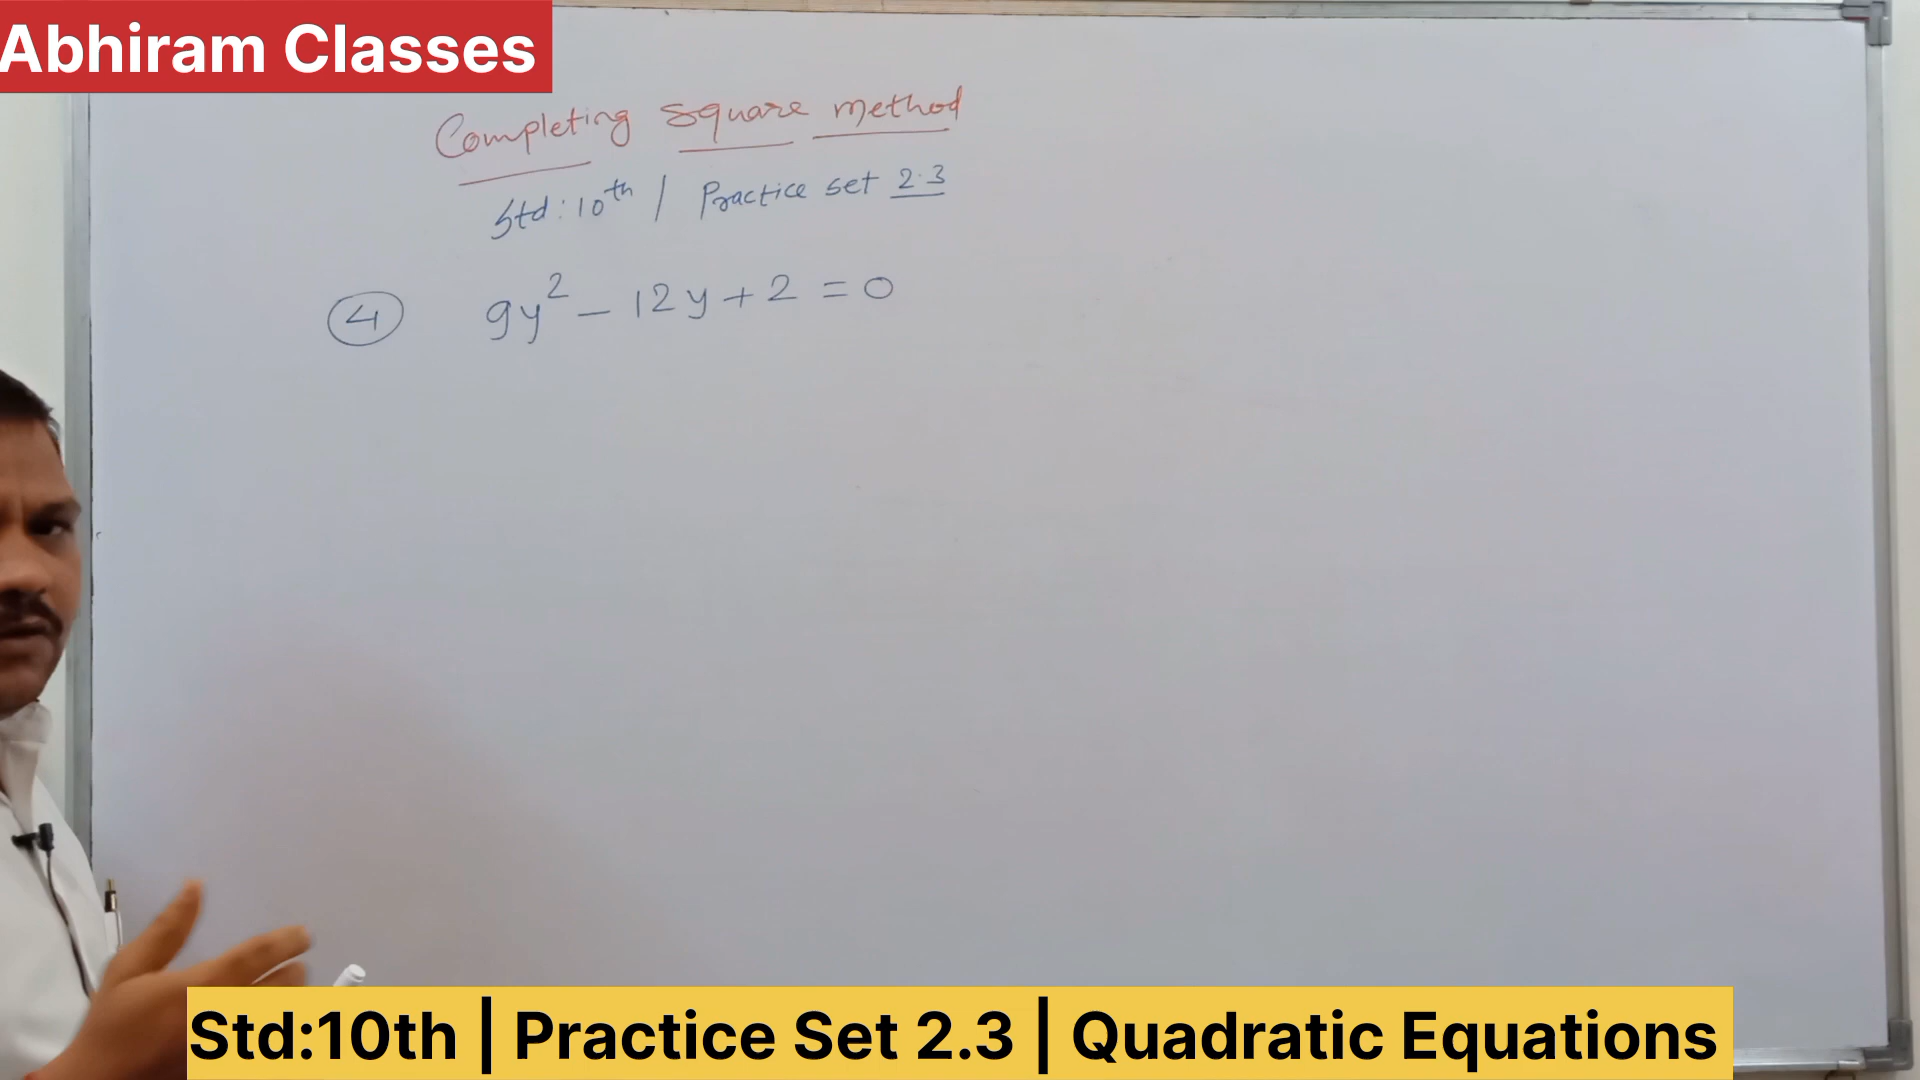 Abhiram Classes
Completing square method
Std:10th / Practice set 2.3
4 9y² - 12y + 2 = 0
Std:10th | Practice Set 2.3 | Quadratic Equations